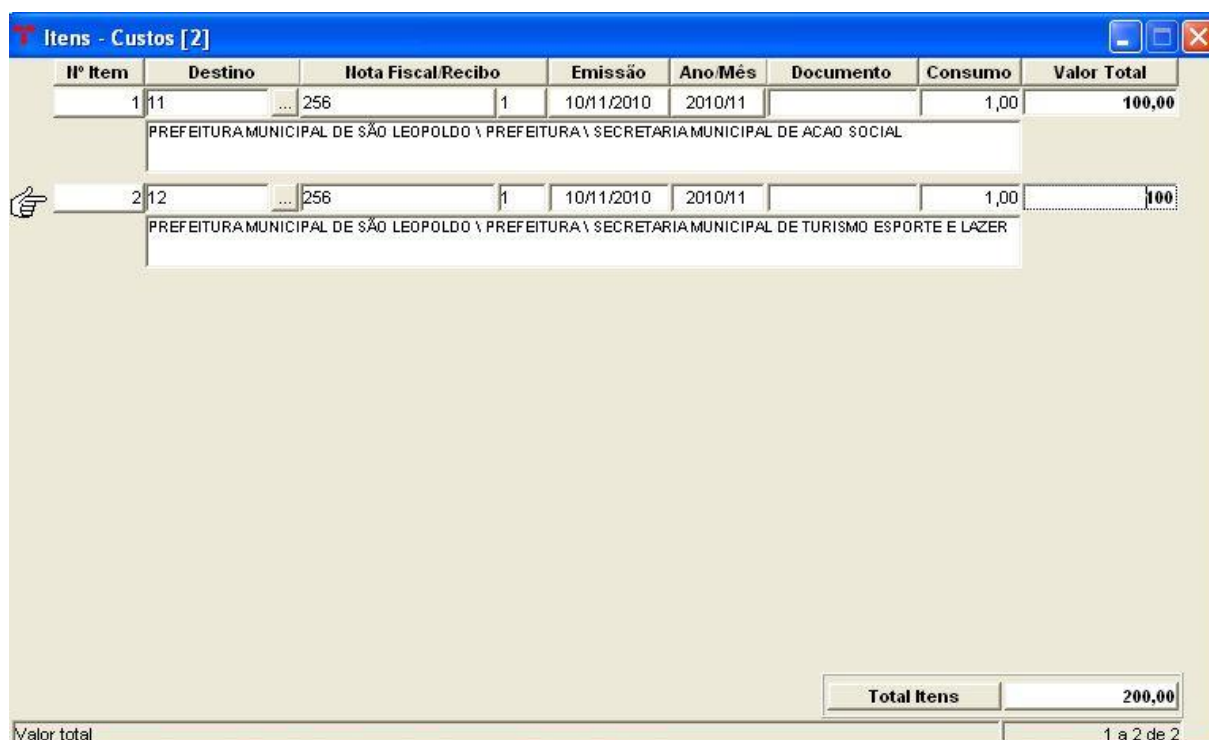 Itens - Custos [2]
Nº Item Destino Nota Fiscal/Recibo Emissão Ano/Mês Documento Consumo Valor Total
1 11 ... 256 1 10/11/2010 2010/11 1,00 100,00
PREFEITURA MUNICIPAL DE SÃO LEOPOLDO \ PREFEITURA \ SECRETARIA MUNICIPAL DE ACAO SOCIAL
2 12 ... 256 1 10/11/2010 2010/11 1,00 100
PREFEITURA MUNICIPAL DE SÃO LEOPOLDO \ PREFEITURA \ SECRETARIA MUNICIPAL DE TURISMO ESPORTE E LAZER
Total Itens 200,00
Valor total 1 a 2 de 2